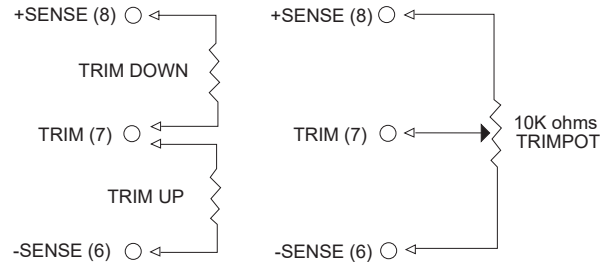 +SENSE (8)
TRIM DOWN
TRIM (7)
TRIM UP
-SENSE (6)
+SENSE (8)
TRIM (7)
10K ohms
TRIMPOT
-SENSE (6)